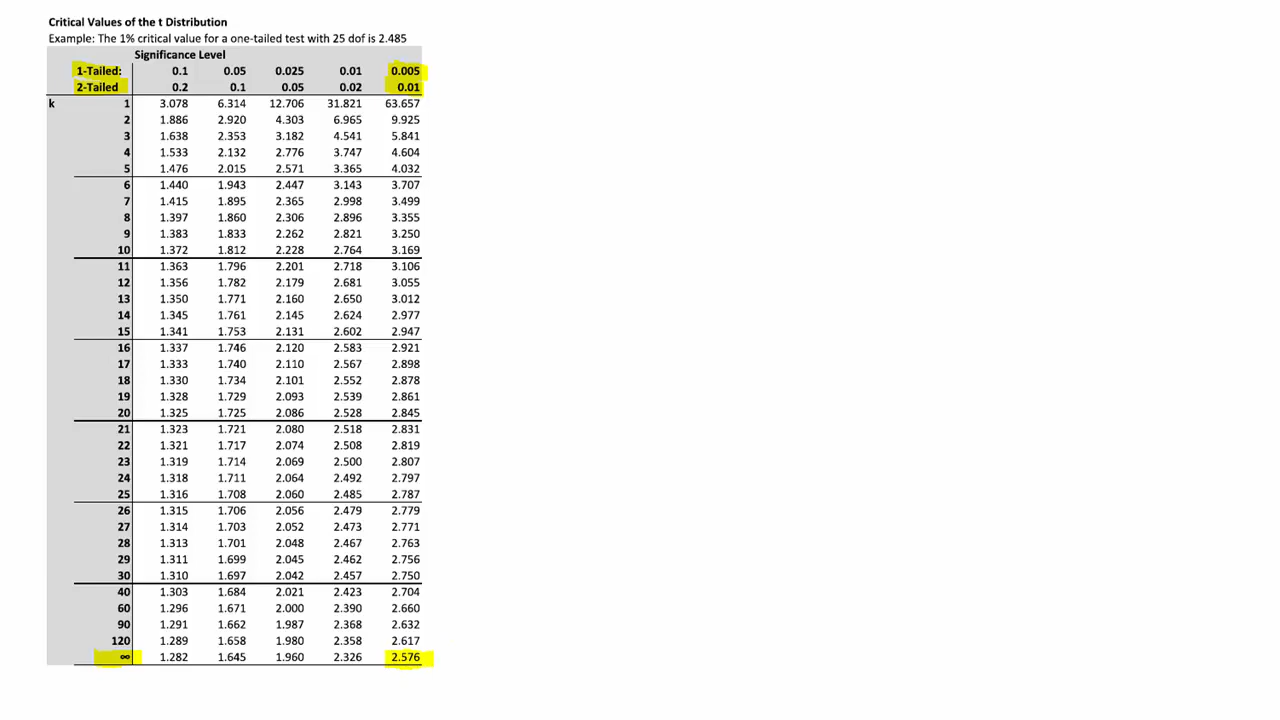 Critical Values of the t Distribution
Example: The 1% critical value for a one-tailed test with 25 dof is 2.485
Significance Level
1-Tailed: 0.1 0.05 0.025 0.01 0.005
2-Tailed 0.2 0.1 0.05 0.02 0.01
k 1 3.078 6.314 12.706 31.821 63.657
2 1.886 2.920 4.303 6.965 9.925
3 1.638 2.353 3.182 4.541 5.841
4 1.533 2.132 2.776 3.747 4.604
5 1.476 2.015 2.571 3.365 4.032
6 1.440 1.943 2.447 3.143 3.707
7 1.415 1.895 2.365 2.998 3.499
8 1.397 1.860 2.306 2.896 3.355
9 1.383 1.833 2.262 2.821 3.250
10 1.372 1.812 2.228 2.764 3.169
11 1.363 1.796 2.201 2.718 3.106
12 1.356 1.782 2.179 2.681 3.055
13 1.350 1.771 2.160 2.650 3.012
14 1.345 1.761 2.145 2.624 2.977
15 1.341 1.753 2.131 2.602 2.947
16 1.337 1.746 2.120 2.583 2.921
17 1.333 1.740 2.110 2.567 2.898
18 1.330 1.734 2.101 2.552 2.878
19 1.328 1.729 2.093 2.539 2.861
20 1.325 1.725 2.086 2.528 2.845
21 1.323 1.721 2.080 2.518 2.831
22 1.321 1.717 2.074 2.508 2.819
23 1.319 1.714 2.069 2.500 2.807
24 1.318 1.711 2.064 2.492 2.797
25 1.316 1.708 2.060 2.485 2.787
26 1.315 1.706 2.056 2.479 2.779
27 1.314 1.703 2.052 2.473 2.771
28 1.313 1.701 2.048 2.467 2.763
29 1.311 1.699 2.045 2.462 2.756
30 1.310 1.697 2.042 2.457 2.750
40 1.303 1.684 2.021 2.423 2.704
60 1.296 1.671 2.000 2.390 2.660
90 1.291 1.662 1.987 2.368 2.632
120 1.289 1.658 1.980 2.358 2.617
∞ 1.282 1.645 1.960 2.326 2.576